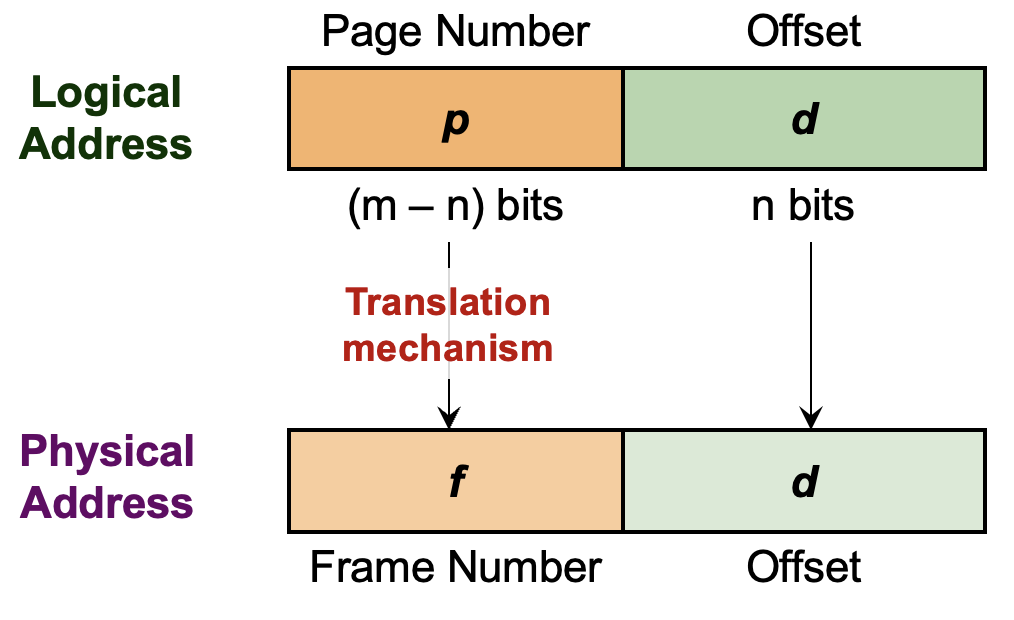 Page Number Offset
Logical
Address
p d
(m – n) bits n bits
Translation
mechanism
Physical
Address
f d
Frame Number Offset